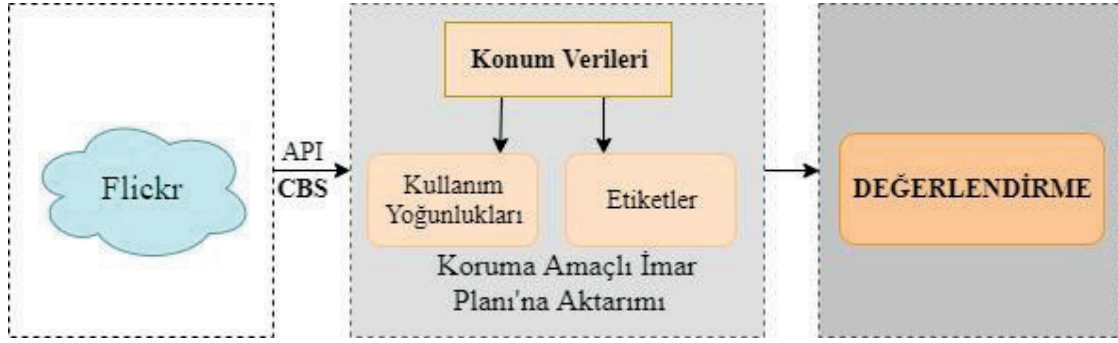 Flickr
API
CBS
Konum Verileri
Kullanım
Yoğunlukları
Etiketler
Koruma Amaçlı İmar
Planı'na Aktarımı
DEĞERLENDİRME